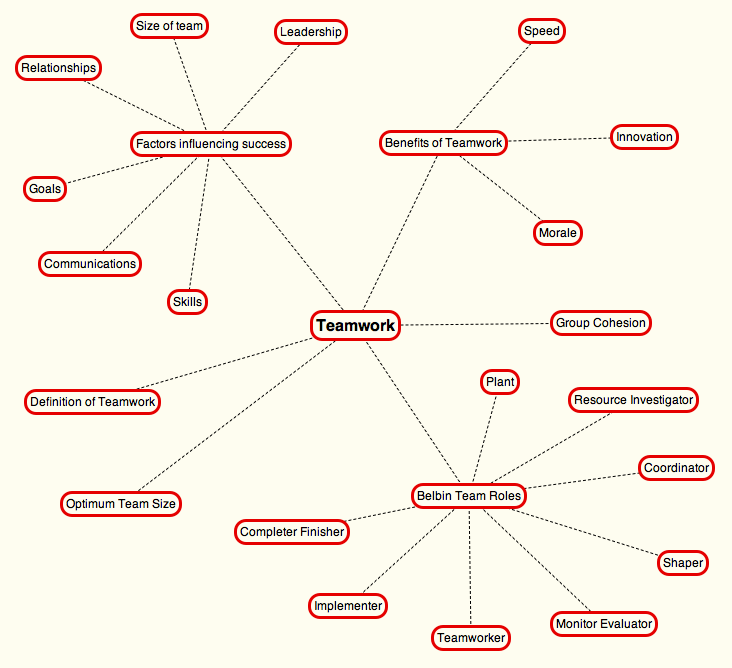 Size of team
Leadership
Speed
Relationships
Factors influencing success
Benefits of Teamwork
Innovation
Goals
Morale
Communications
Skills
Teamwork
Group Cohesion
Plant
Definition of Teamwork
Resource Investigator
Coordinator
Belbin Team Roles
Optimum Team Size
Completer Finisher
Shaper
Implementer
Monitor Evaluator
Teamworker